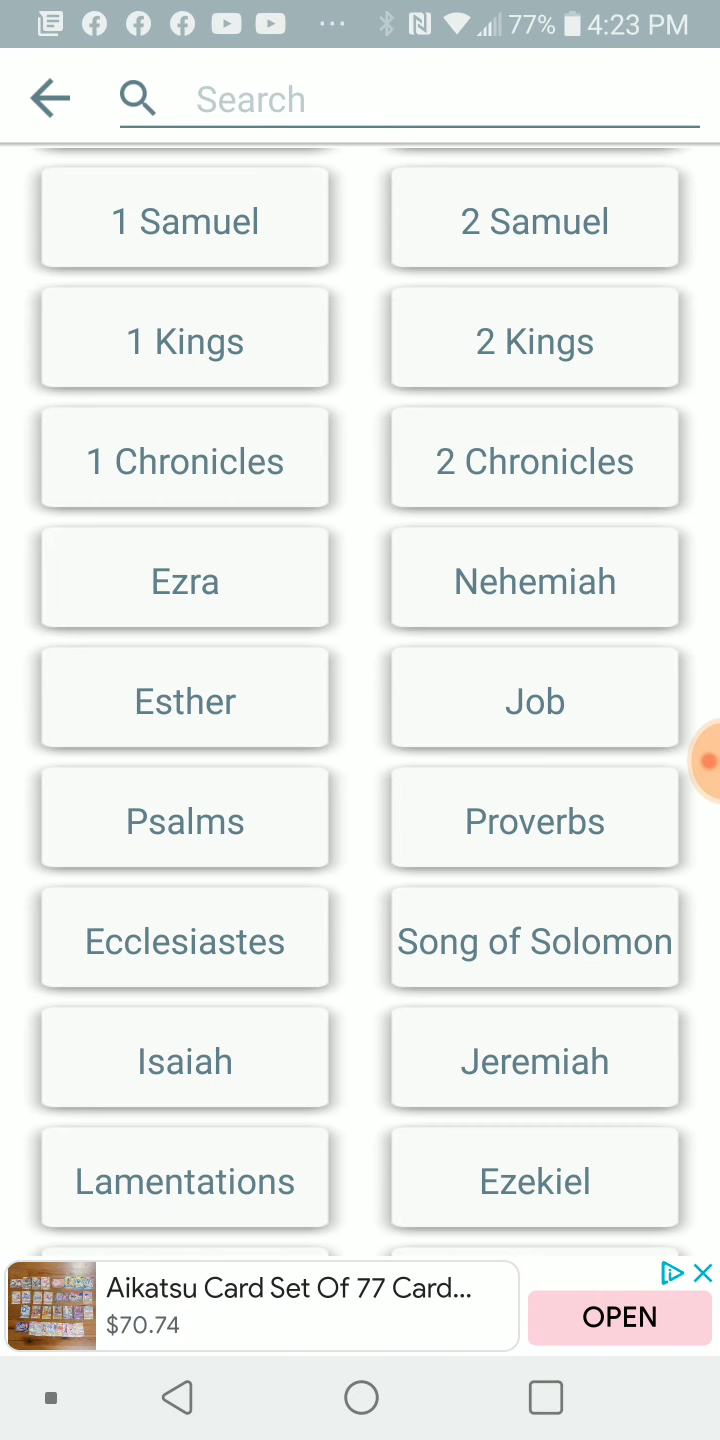 77% 4:23 PM
Search
1 Samuel 2 Samuel
1 Kings 2 Kings
1 Chronicles 2 Chronicles
Ezra Nehemiah
Esther Job
Psalms Proverbs
Ecclesiastes Song of Solomon
Isaiah Jeremiah
Lamentations Ezekiel
Aikatsu Card Set Of 77 Card...
$70.74
OPEN